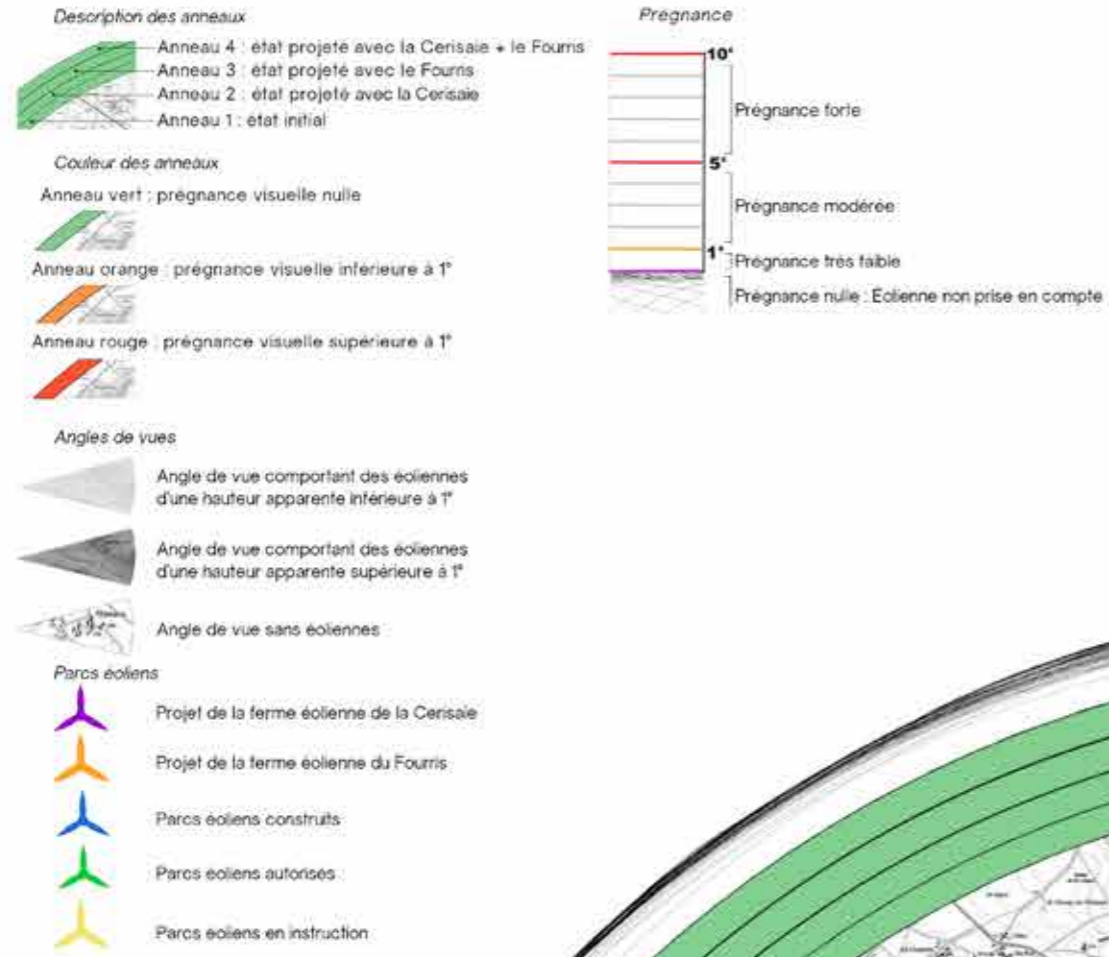 Description des anneaux
Anneau 4 : état projeté avec la Cerisaie + le Fourris
Anneau 3 : état projeté avec le Fourris
Anneau 2 : état projeté avec la Cerisaie
Anneau 1 : état initial
Couleur des anneaux
Anneau vert : prégnance visuelle nulle
Anneau orange : prégnance visuelle inférieure à 1°
Anneau rouge : prégnance visuelle supérieure à 1°
Angles de vues
Angle de vue comportant des éoliennes
d'une hauteur apparente inférieure à 1°
Angle de vue comportant des éoliennes
d'une hauteur apparente supérieure à 1°
Angle de vue sans éoliennes
Parcs éoliens
Projet de la ferme éolienne de la Cerisaie
Projet de la ferme éolienne du Fourris
Parcs éoliens construits
Parcs éoliens autorisés
Parcs éoliens en instruction
Prégnance
10°
Prégnance forte
5°
Prégnance modérée
1°
Prégnance très faible
Prégnance nulle : Eolienne non prise en compte